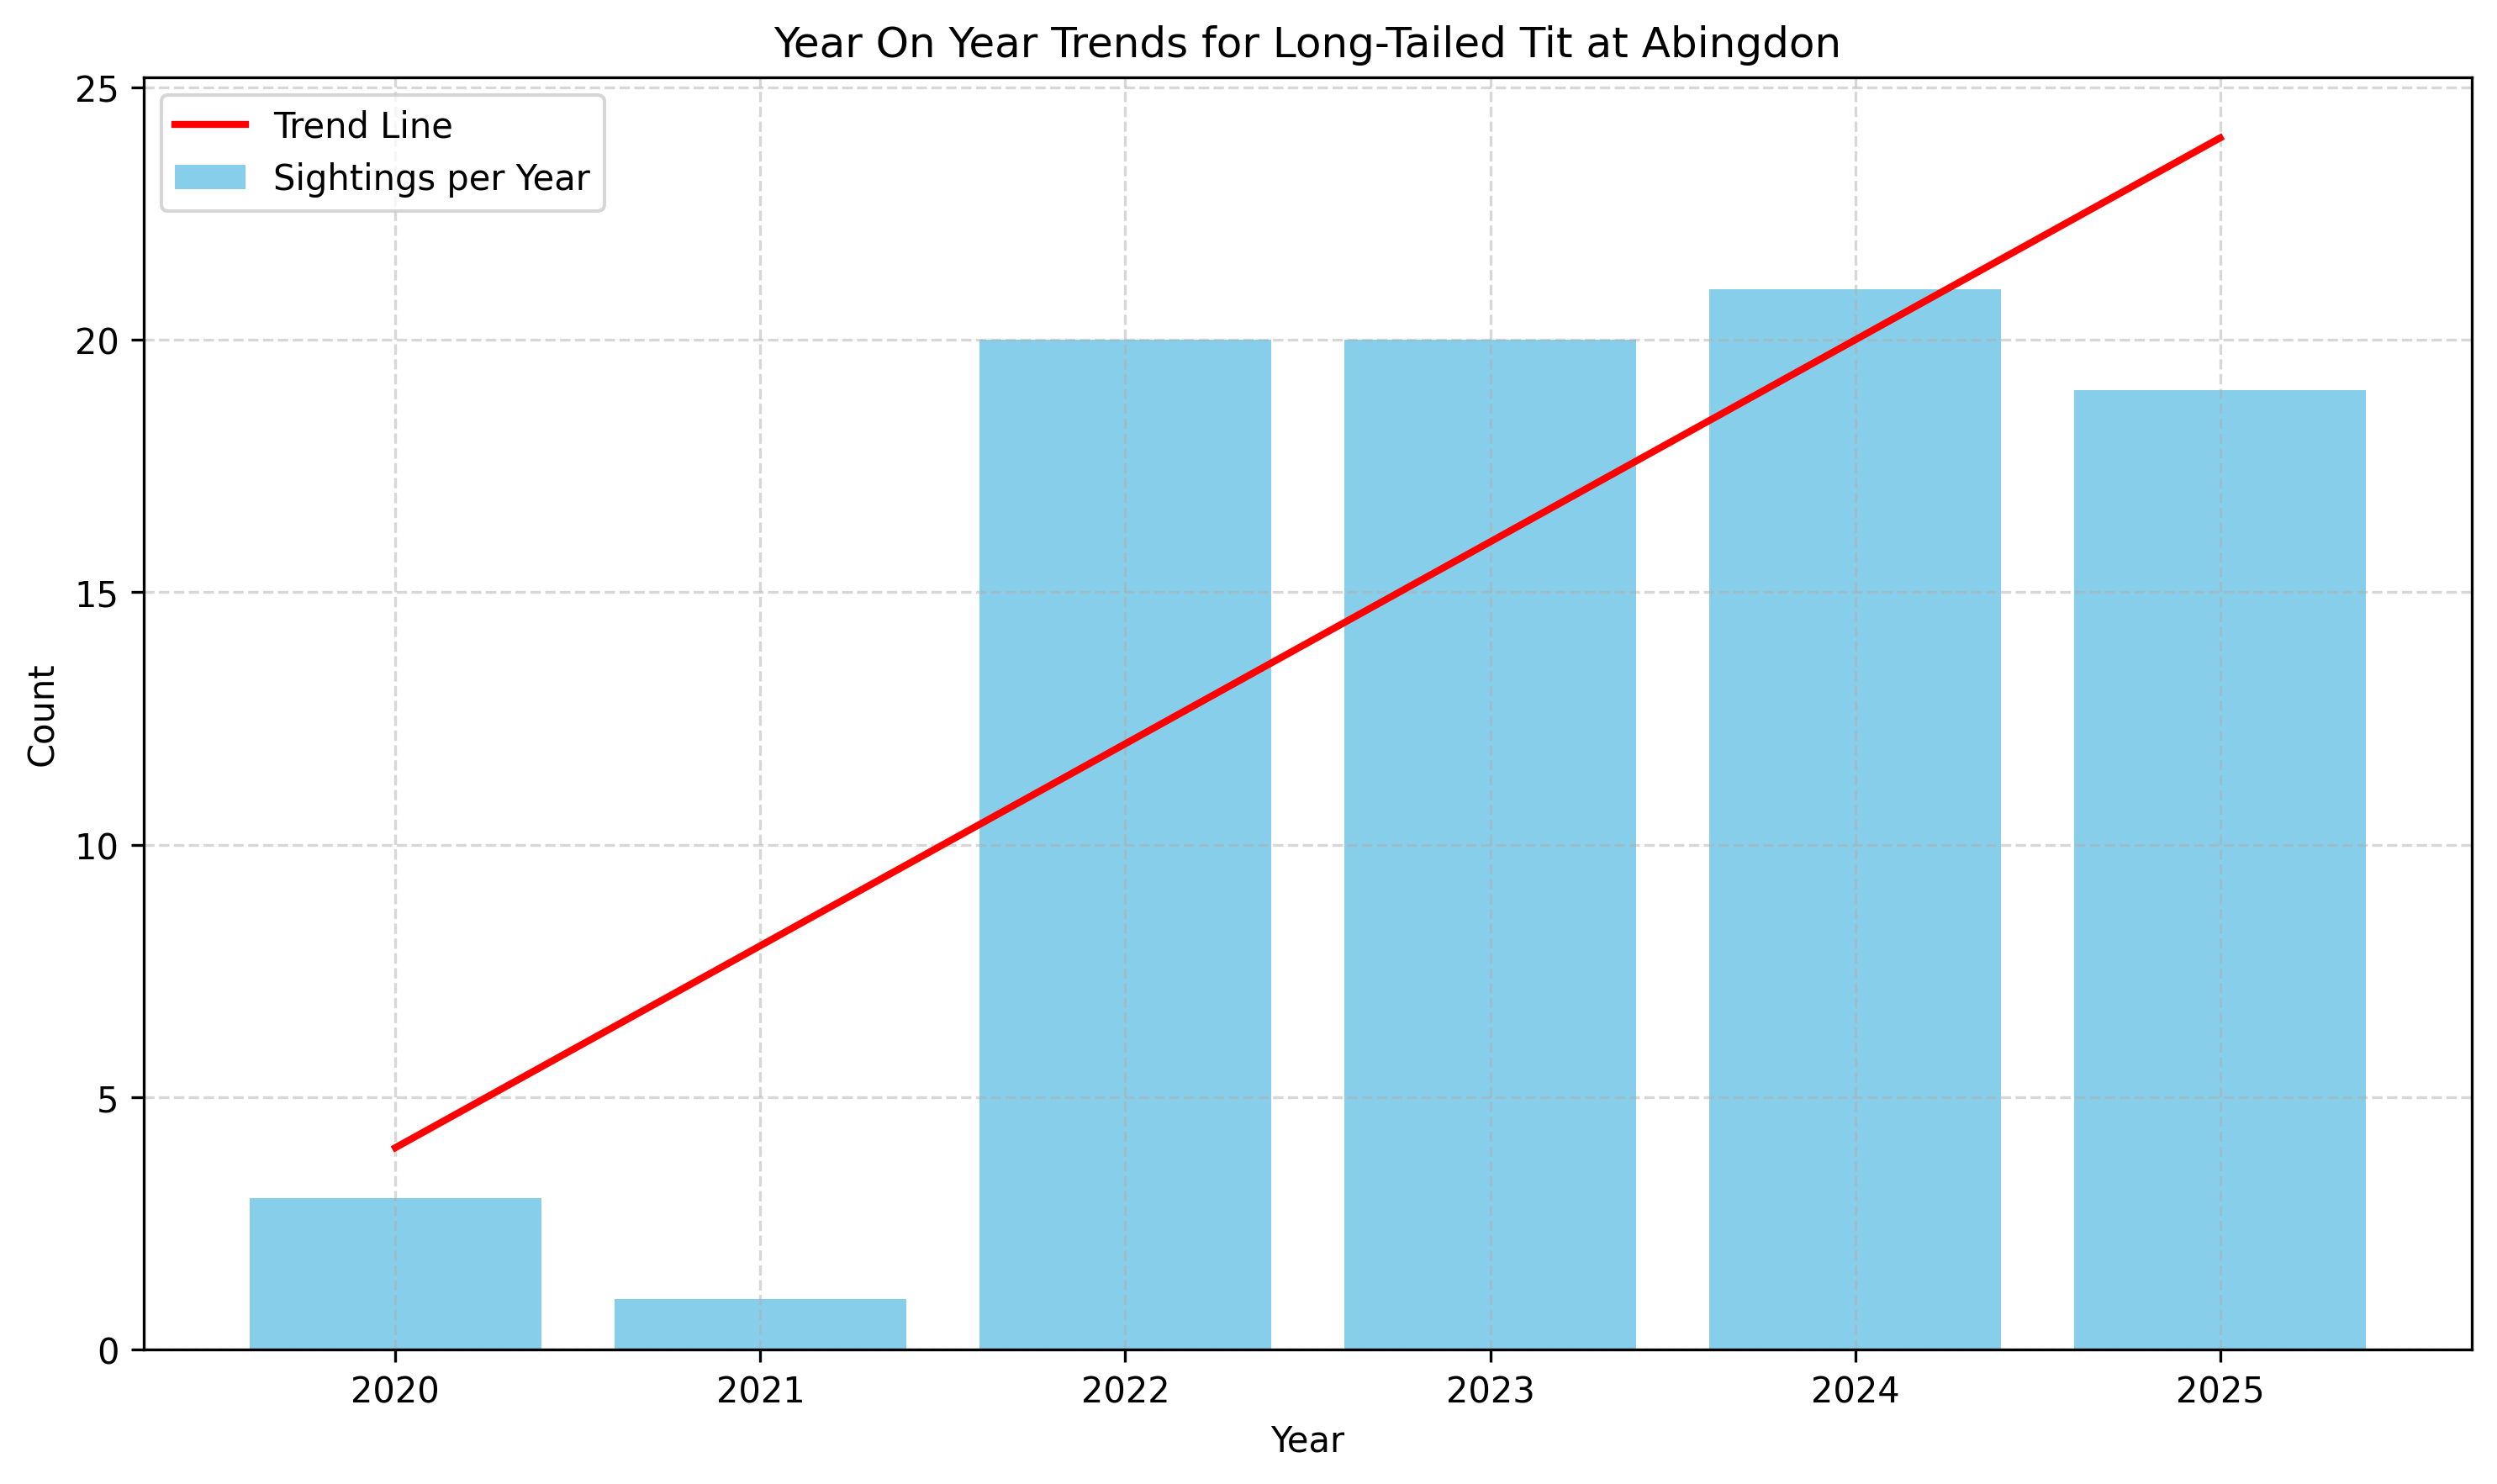 Year On Year Trends for Long-Tailed Tit at Abingdon
Trend Line
Sightings per Year
Count
25
20
15
10
5
0
2020 2021 2022 2023 2024 2025
Year